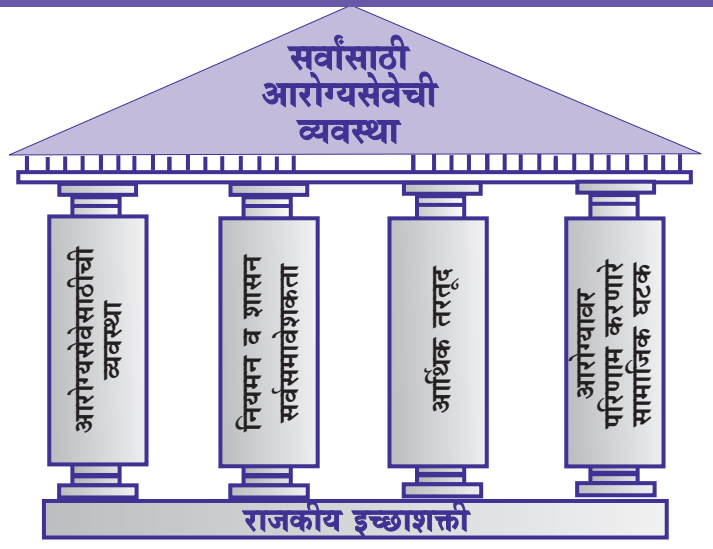 सर्वांसाठी
आरोग्यसेवेची
व्यवस्था
आरोग्यसेवेसाठीची
व्यवस्था
नियमन व शासन
सर्वसमावेशकता
आर्थिक तरतूद
आरोग्यावर
परिणाम करणारे
सामाजिक घटक
राजकीय इच्छाशक्ती